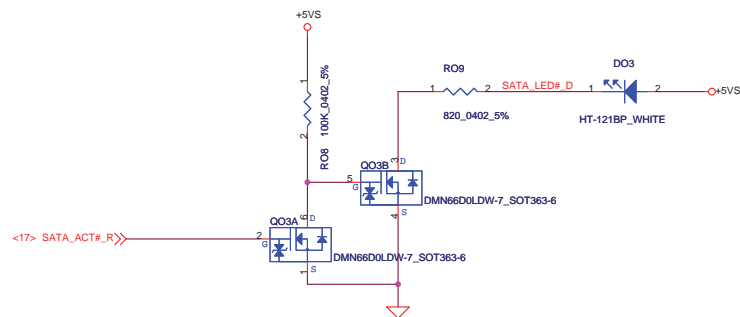 +5VS
1
100K_0402_5%
2
RO8
RO9
1
2
820_0402_5%
SATA_LED#_D
DO3
1
2
+5VS
HT-121BP_WHITE
QO3B
3
D
5
G
S
4
DMN66D0LDW-7_SOT363-6
<17> SATA_ACT#_R
QO3A
6
D
2
G
S
1
DMN66D0LDW-7_SOT363-6